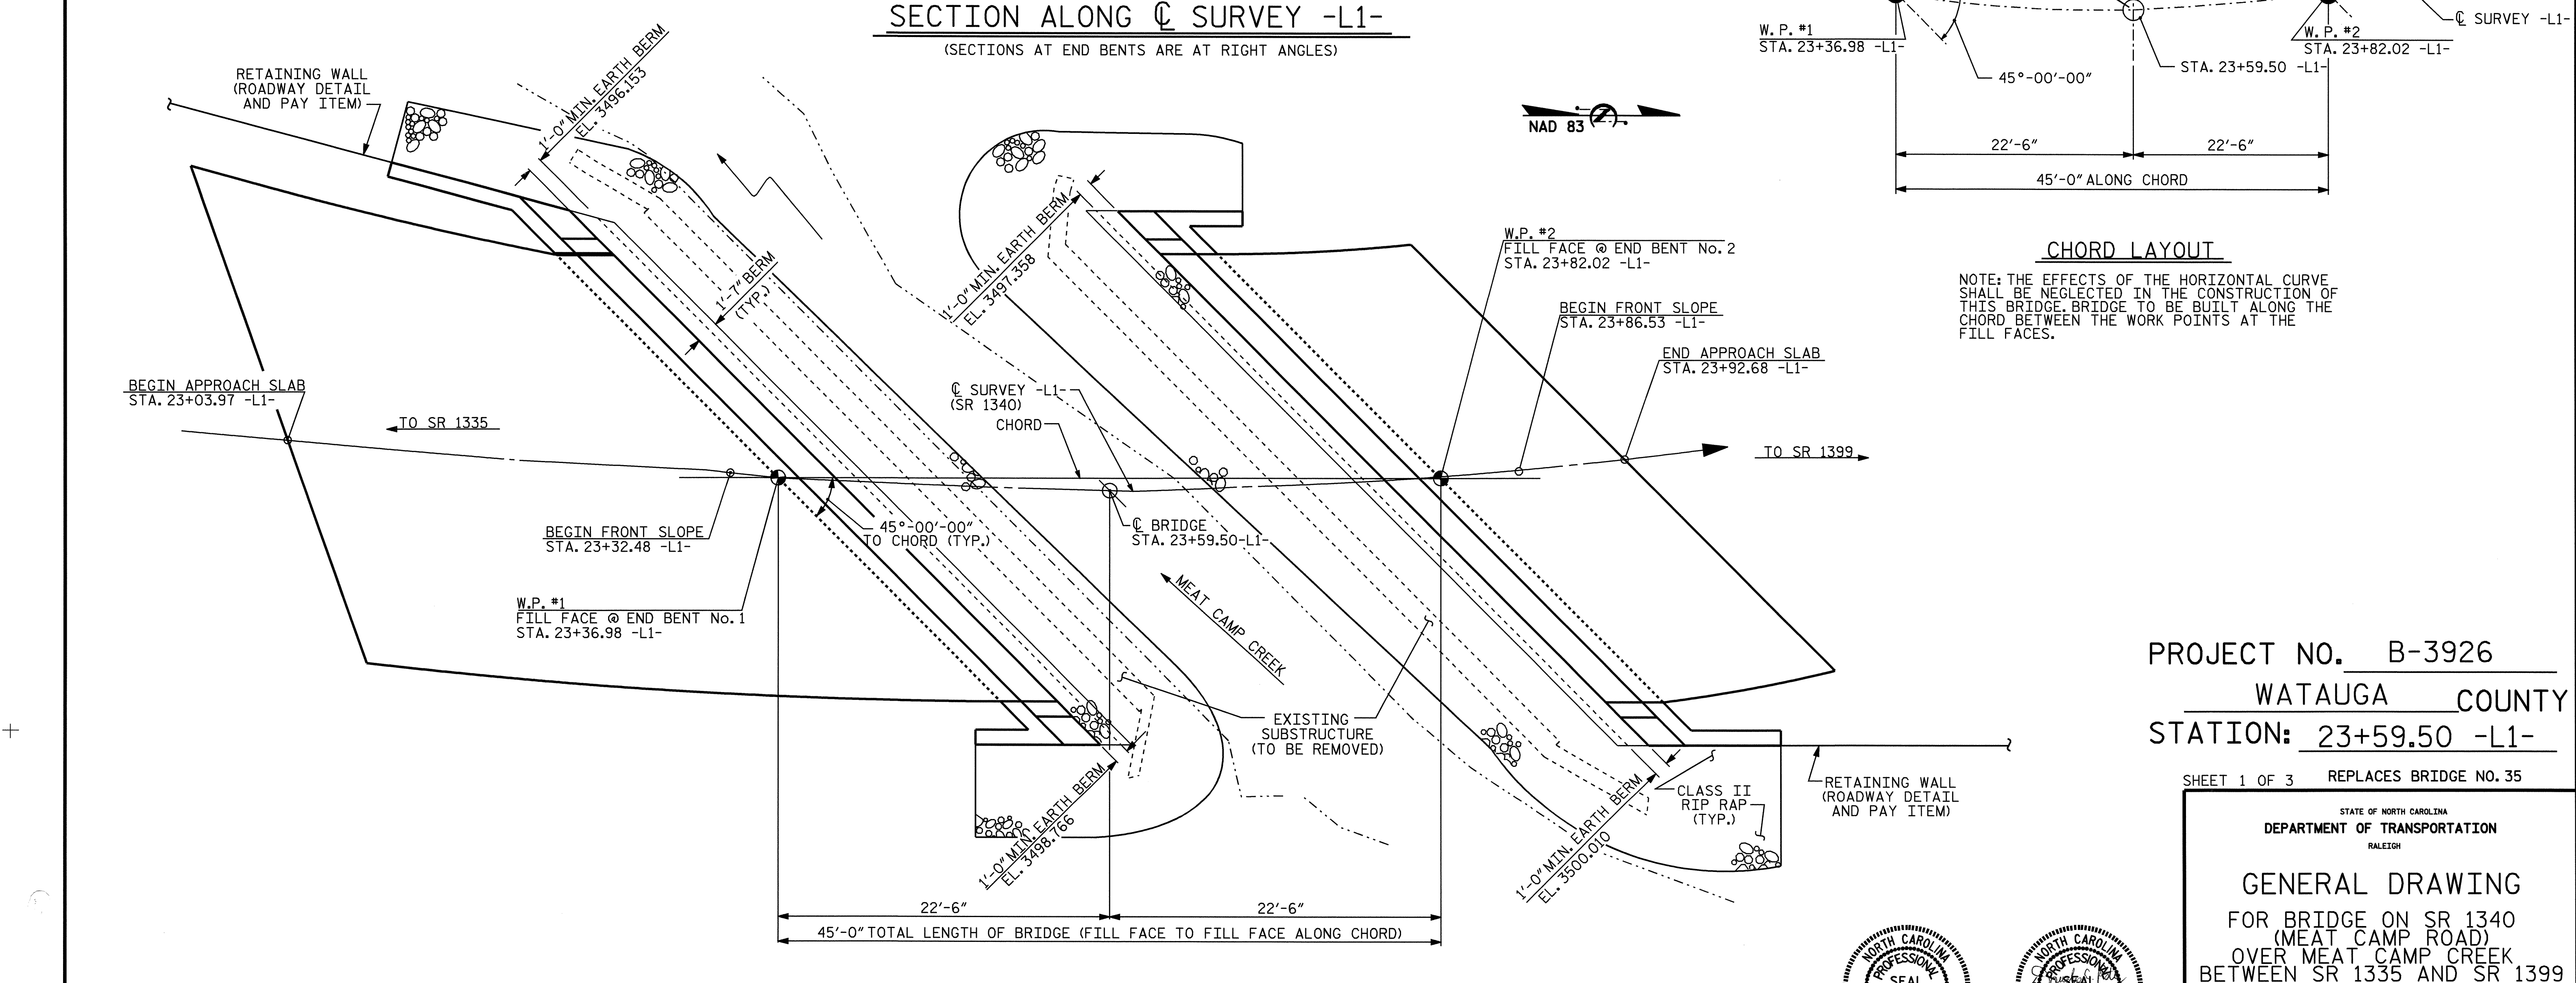 SECTION ALONG ℄ SURVEY -L1-
(SECTIONS AT END BENTS ARE AT RIGHT ANGLES)
W.P. #1
STA. 23+36.98 -L1-
45°-00'-00"
W.P. #2
STA. 23+82.02 -L1-
STA. 23+59.50 -L1-
℄ SURVEY -L1-
22'-6"
22'-6"
45'-0" ALONG CHORD
CHORD LAYOUT
NOTE: THE EFFECTS OF THE HORIZONTAL CURVE
SHALL BE NEGLECTED IN THE CONSTRUCTION OF
THIS BRIDGE. BRIDGE TO BE BUILT ALONG THE
CHORD BETWEEN THE WORK POINTS AT THE
FILL FACES.
NAD 83
RETAINING WALL
(ROADWAY DETAIL
AND PAY ITEM)
1'-0" MIN. EARTH BERM
EL. 3496.153
1'-7" BERM
(TYP.)
1'-0" MIN. EARTH BERM
EL. 3497.358
W.P. #2
FILL FACE @ END BENT No. 2
STA. 23+82.02 -L1-
BEGIN FRONT SLOPE
STA. 23+86.53 -L1-
END APPROACH SLAB
STA. 23+92.68 -L1-
BEGIN APPROACH SLAB
STA. 23+03.97 -L1-
TO SR 1335
℄ SURVEY -L1-
(SR 1340)
CHORD
TO SR 1399
BEGIN FRONT SLOPE
STA. 23+32.48 -L1-
45°-00'-00"
TO CHORD (TYP.)
℄ BRIDGE
STA. 23+59.50-L1-
W.P. #1
FILL FACE @ END BENT No. 1
STA. 23+36.98 -L1-
MEAT CAMP CREEK
EXISTING
SUBSTRUCTURE
(TO BE REMOVED)
1'-0" MIN. EARTH BERM
EL. 3498.766
1'-0" MIN. EARTH BERM
EL. 3500.010
CLASS II
RIP RAP
(TYP.)
RETAINING WALL
(ROADWAY DETAIL
AND PAY ITEM)
22'-6"
22'-6"
45'-0" TOTAL LENGTH OF BRIDGE (FILL FACE TO FILL FACE ALONG CHORD)
PROJECT NO. B-3926
WATAUGA COUNTY
STATION: 23+59.50 -L1-
SHEET 1 OF 3 REPLACES BRIDGE NO. 35
STATE OF NORTH CAROLINA
DEPARTMENT OF TRANSPORTATION
RALEIGH
GENERAL DRAWING
FOR BRIDGE ON SR 1340
(MEAT CAMP ROAD)
OVER MEAT CAMP CREEK
BETWEEN SR 1335 AND SR 1399
NORTH CAROLINA
PROFESSIONAL
SEAL
NORTH CAROLINA
PROFESSIONAL
SEAL